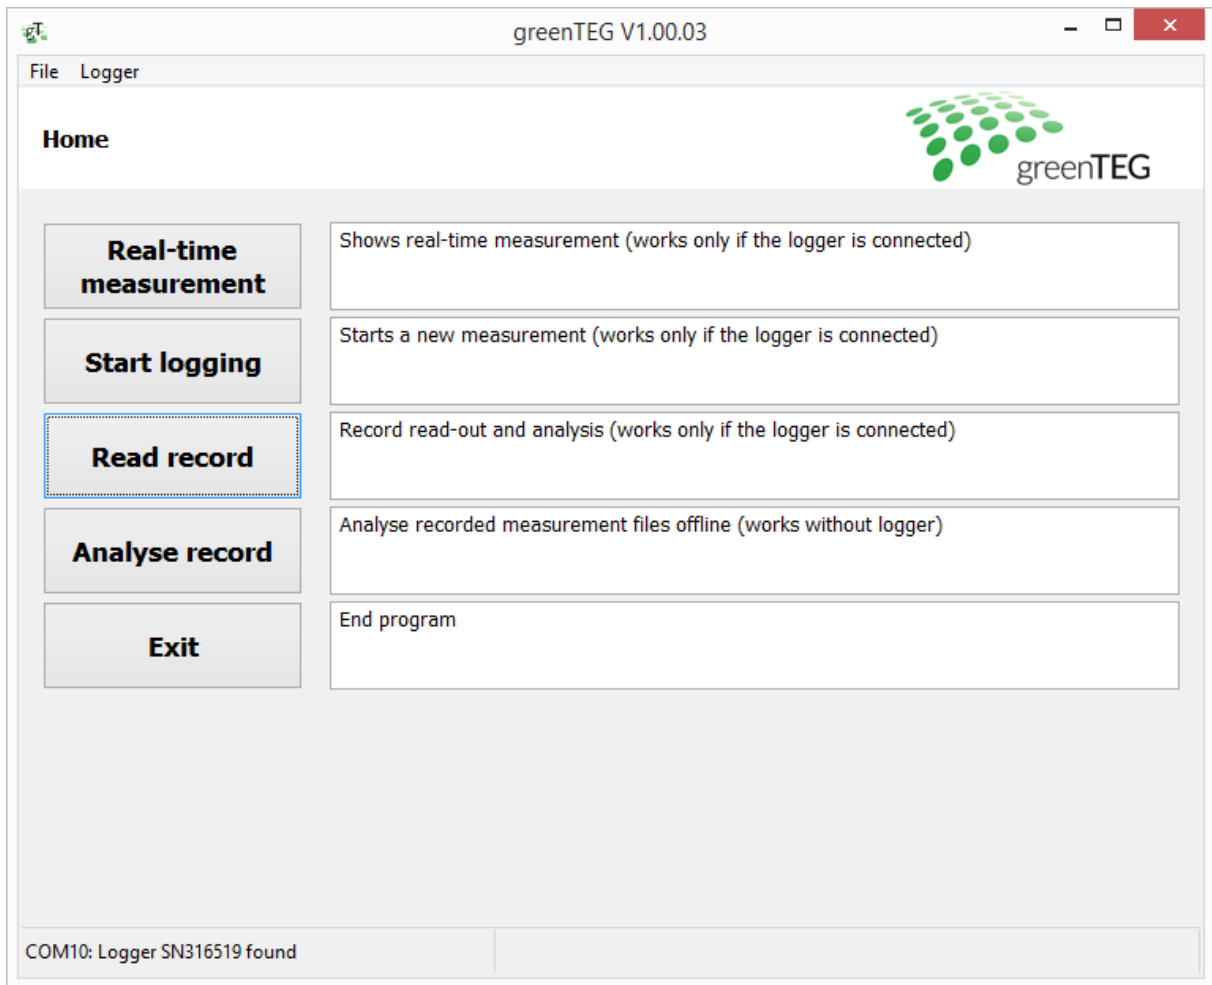 gT
greenTEG V1.00.03
File Logger
Home
greenTEG
Real-time
measurement
Shows real-time measurement (works only if the logger is connected)
Start logging
Starts a new measurement (works only if the logger is connected)
Read record
Record read-out and analysis (works only if the logger is connected)
Analyse record
Analyse recorded measurement files offline (works without logger)
Exit
End program
COM10: Logger SN316519 found